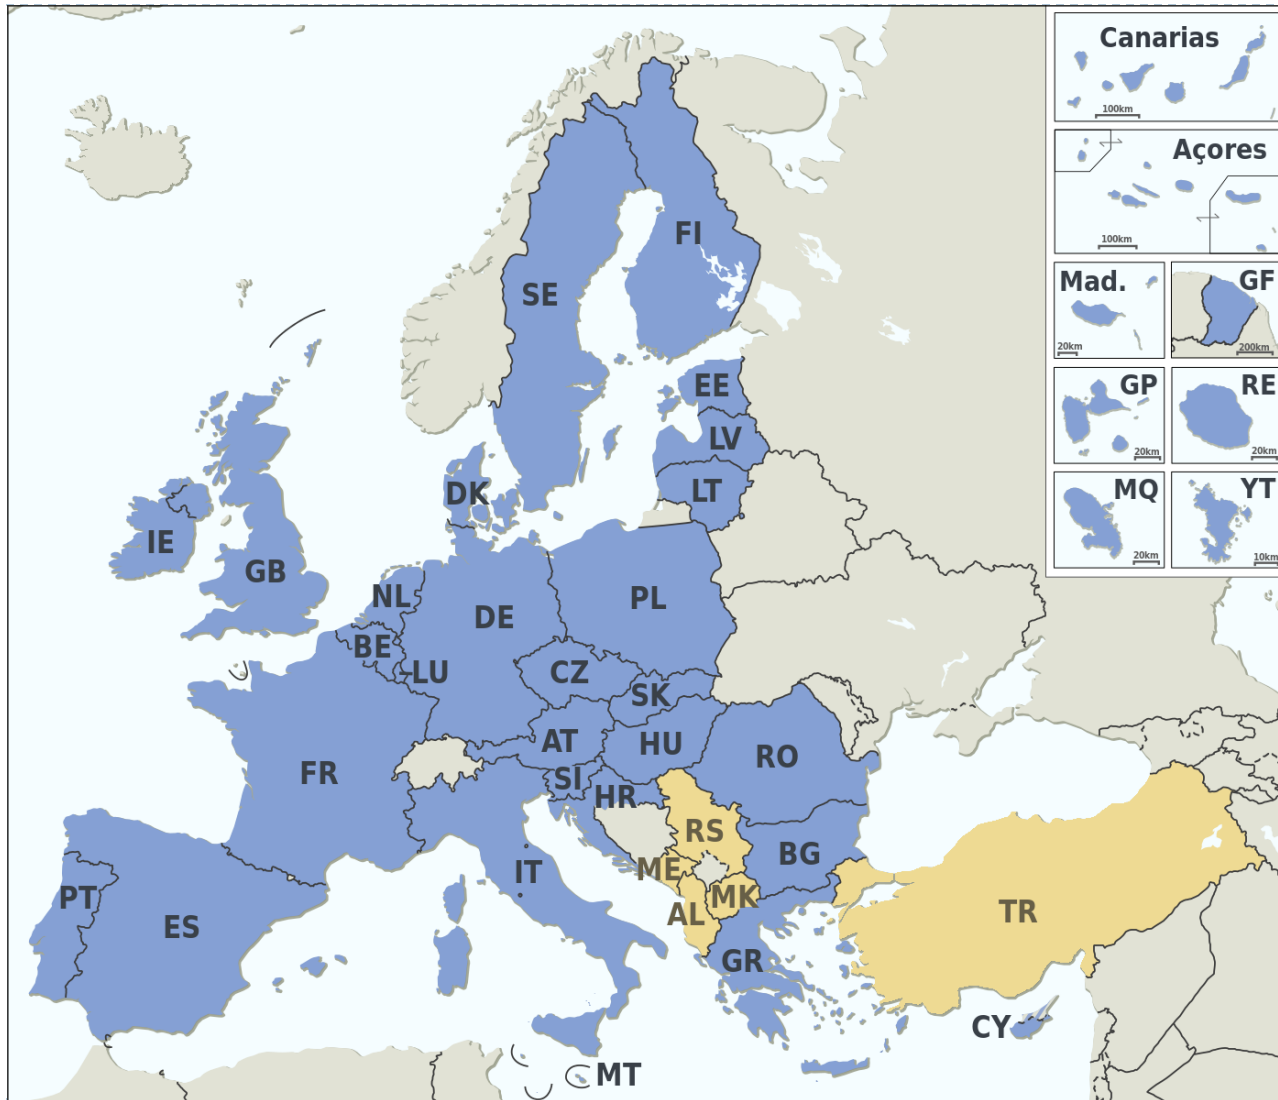 Canarias
100km
Açores
100km
Mad.
20km
GF
200km
GP
20km
RE
20km
MQ
20km
YT
10km
FI
SE
EE
LV
DK
LT
IE
GB
NL
PL
DE
BE
LU
CZ
SK
AT
HU
RO
FR
SI
HR
RS
BG
IT
ME
PT
MK
AL
TR
ES
GR
CY
MT